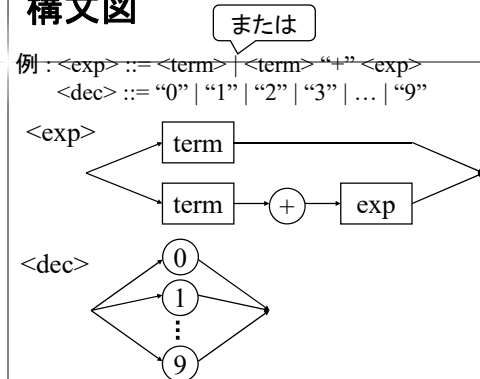 構文図
または
例 : <exp> ::= <term> | <term> “+” <exp>
<dec> ::= “0” | “1” | “2” | “3” | … | “9”
<exp>
term
term
+
exp
<dec>
0
1
9